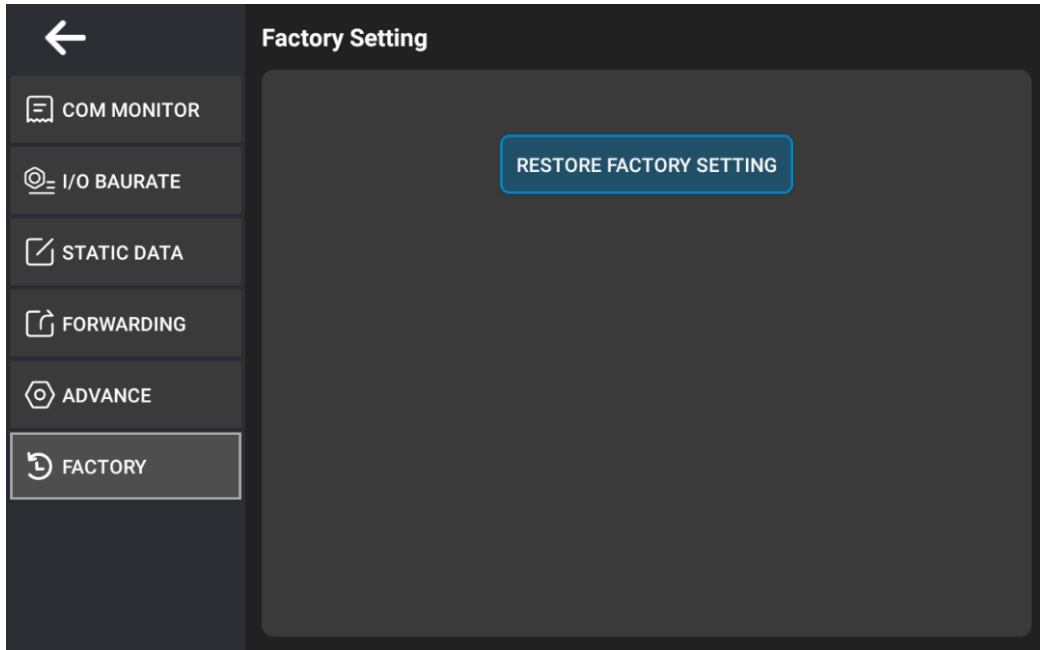 Factory Setting
COM MONITOR
I/O BAURATE
STATIC DATA
FORWARDING
ADVANCE
FACTORY
RESTORE FACTORY SETTING